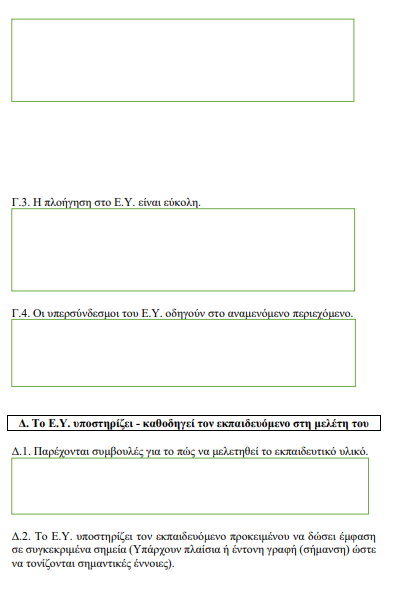 Γ.3. Η πλοήγηση στο Ε.Υ. είναι εύκολη.
Γ.4. Οι υπερσύνδεσμοι του Ε.Υ. οδηγούν στο αναμενόμενο περιεχόμενο.
Δ. Το Ε.Υ. υποστηρίζει - καθοδηγεί τον εκπαιδευόμενο στη μελέτη του
Δ.1. Παρέχονται συμβουλές για το πώς να μελετηθεί το εκπαιδευτικό υλικό.
Δ.2. Το Ε.Υ. υποστηρίζει τον εκπαιδευόμενο προκειμένου να δώσει έμφαση
σε συγκεκριμένα σημεία (Υπάρχουν πλαίσια ή έντονη γραφή (σήμανση) ώστε
να τονίζονται σημαντικές έννοιες).